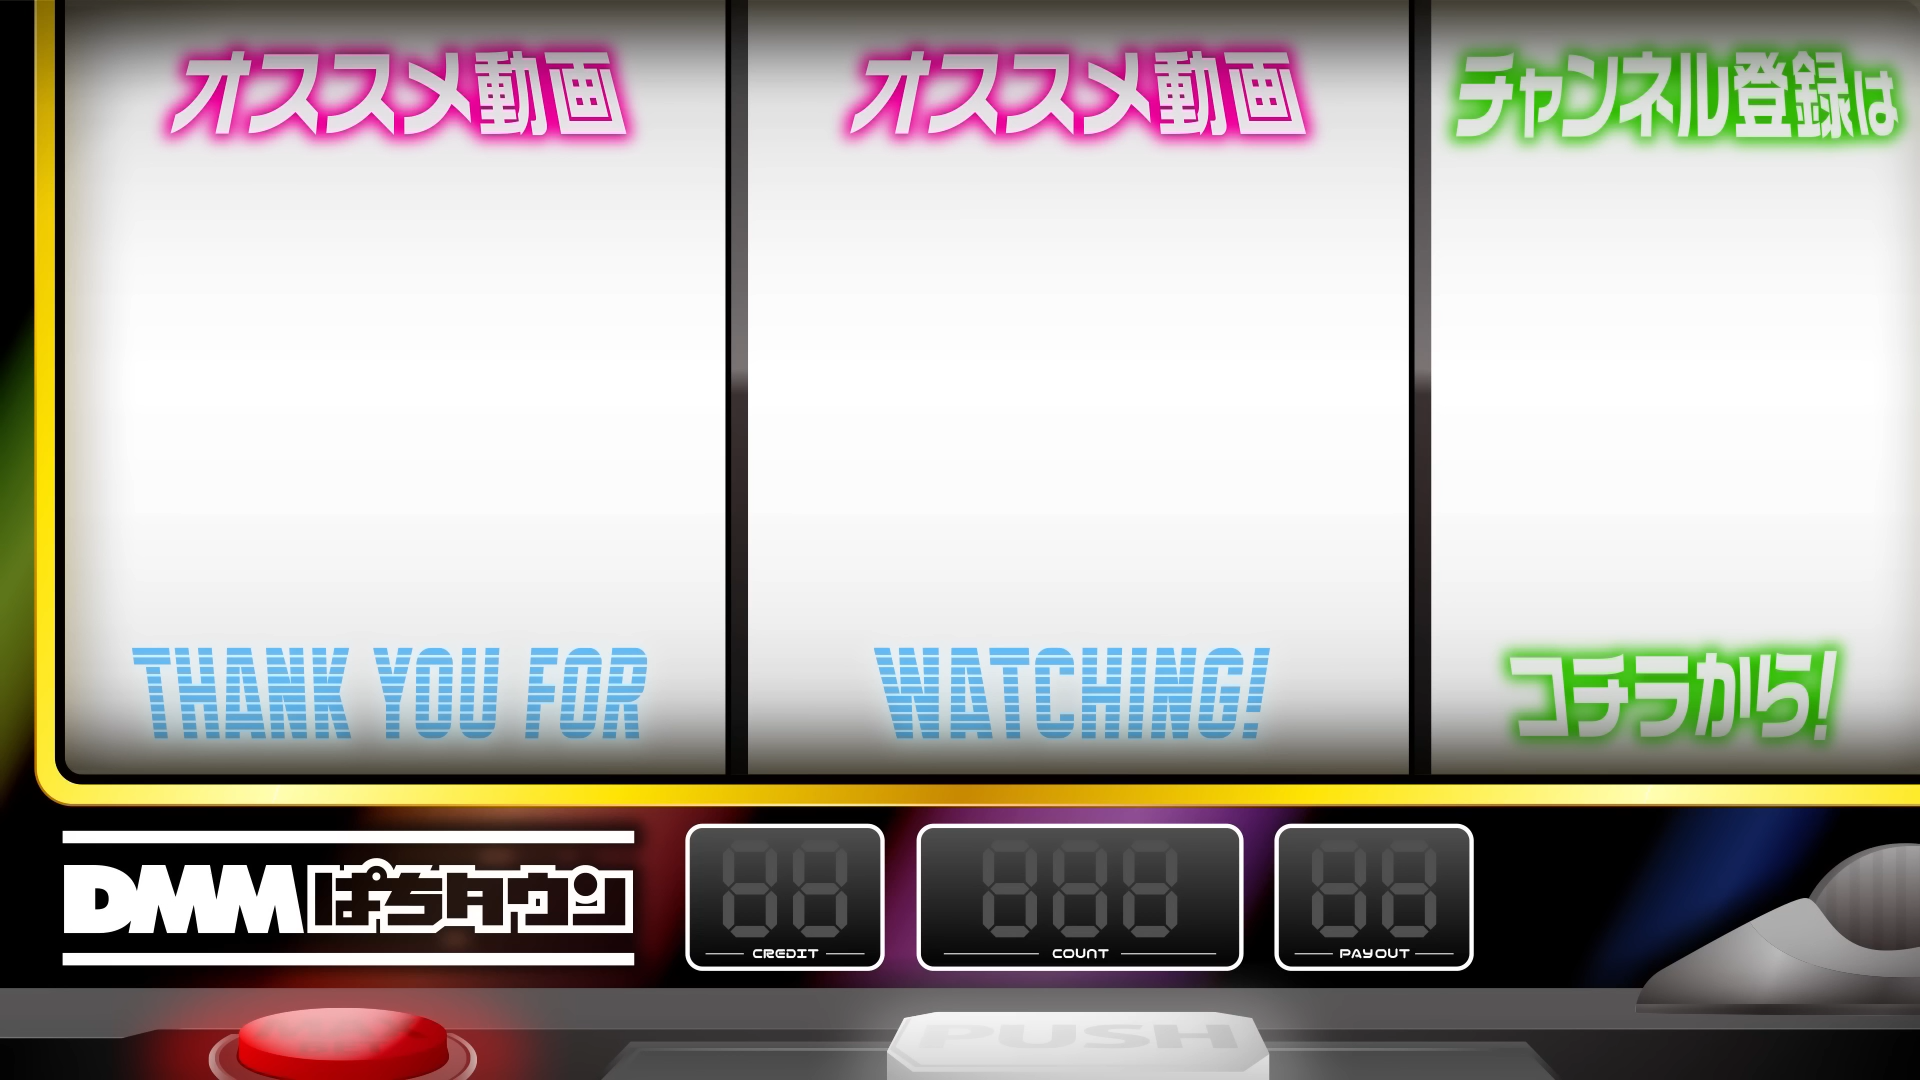 オススメ動画
オススメ動画
チャンネル登録は
THANK YOU FOR
WATCHING!
コチラから!
DMMぱちタウン
CREDIT
COUNT
PAYOUT
PUSH